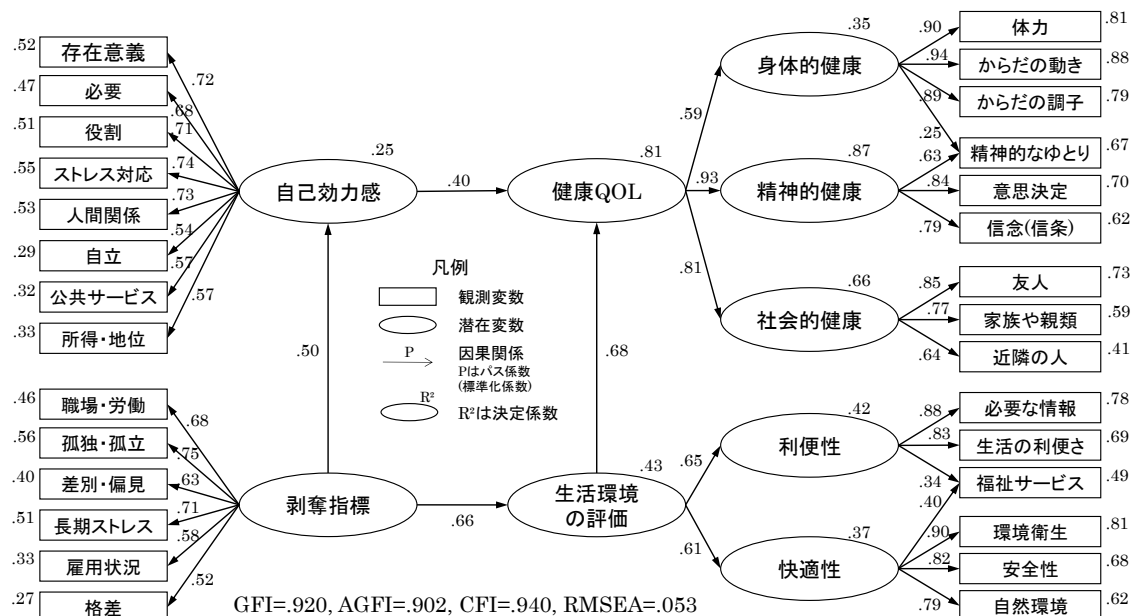 .52 存在意義
.47 必要
.51 役割
.55 ストレス対応
.53 人間関係
.29 自立
.32 公共サービス
.33 所得・地位
.72
.68
.71
.74
.73
.54
.57
.57
.25
自己効力感
.40
.81
健康QOL
.59
.93
.81
.35
身体的健康
.87
精神的健康
.66
社会的健康
.90
.94
.89
.25
.63
.84
.79
.85
.77
.64
体力 .81
からだの動き .88
からだの調子 .79
精神的なゆとり .67
意思決定 .70
信念(信条) .62
友人 .73
家族や親類 .59
近隣の人 .41
凡例
観測変数
潜在変数
P
因果関係
Pはパス係数
(標準化係数)
R²
R²は決定係数
.50
.68
.46 職場・労働
.56 孤独・孤立
.40 差別・偏見
.51 長期ストレス
.33 雇用状況
.27 格差
.68
.75
.63
.71
.58
.52
剥奪指標
.66
.43
生活環境
の評価
.65
.61
.42
利便性
.37
快適性
.88
.83
.34
.40
.90
.82
.79
必要な情報 .78
生活の利便さ .69
福祉サービス .49
環境衛生 .81
安全性 .68
自然環境 .62
GFI=.920, AGFI=.902, CFI=.940, RMSEA=.053